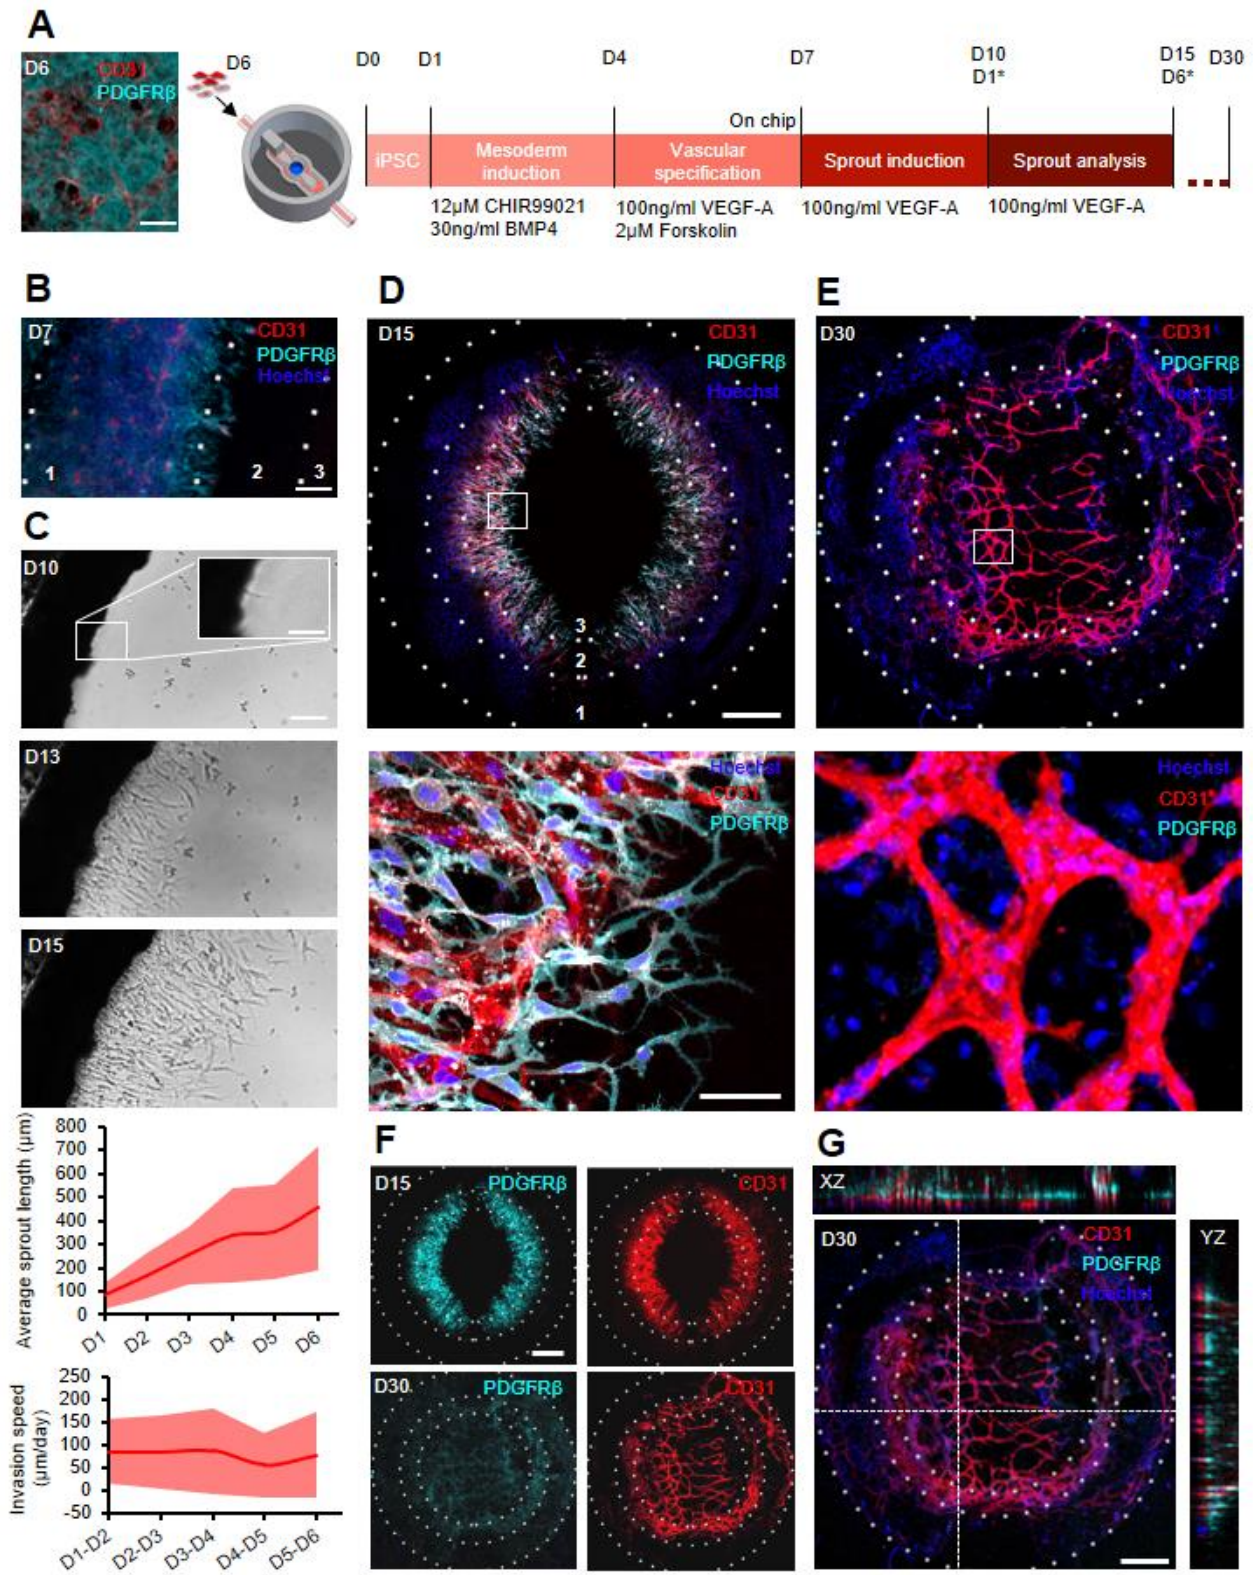 A
D6
CD31
PDGFRβ
D6
D0
D1
D4
D7
D10
D1*
D15
D6*
D30
On chip
iPSC
Mesoderm
induction
Vascular
specification
Sprout induction
Sprout analysis
12µM CHIR99021
30ng/ml BMP4
100ng/ml VEGF-A
2µM Forskolin
100ng/ml VEGF-A
100ng/ml VEGF-A
B
D7
CD31
PDGFRβ
Hoechst
1
2
3
C
D10
D13
D15
Average sprout length (µm)
800
700
600
500
400
300
200
100
0
D1
D2
D3
D4
D5
D6
Invasion speed
(µm/day)
250
200
150
100
50
0
-50
D1-D2
D2-D3
D3-D4
D4-D5
D5-D6
D
D15
CD31
PDGFRβ
Hoechst
3
2
1
Hoechst
CD31
PDGFRβ
E
D30
CD31
PDGFRβ
Hoechst
Hoechst
CD31
PDGFRβ
F
D15
PDGFRβ
CD31
D30
PDGFRβ
CD31
G
XZ
D30
CD31
PDGFRβ
Hoechst
YZ